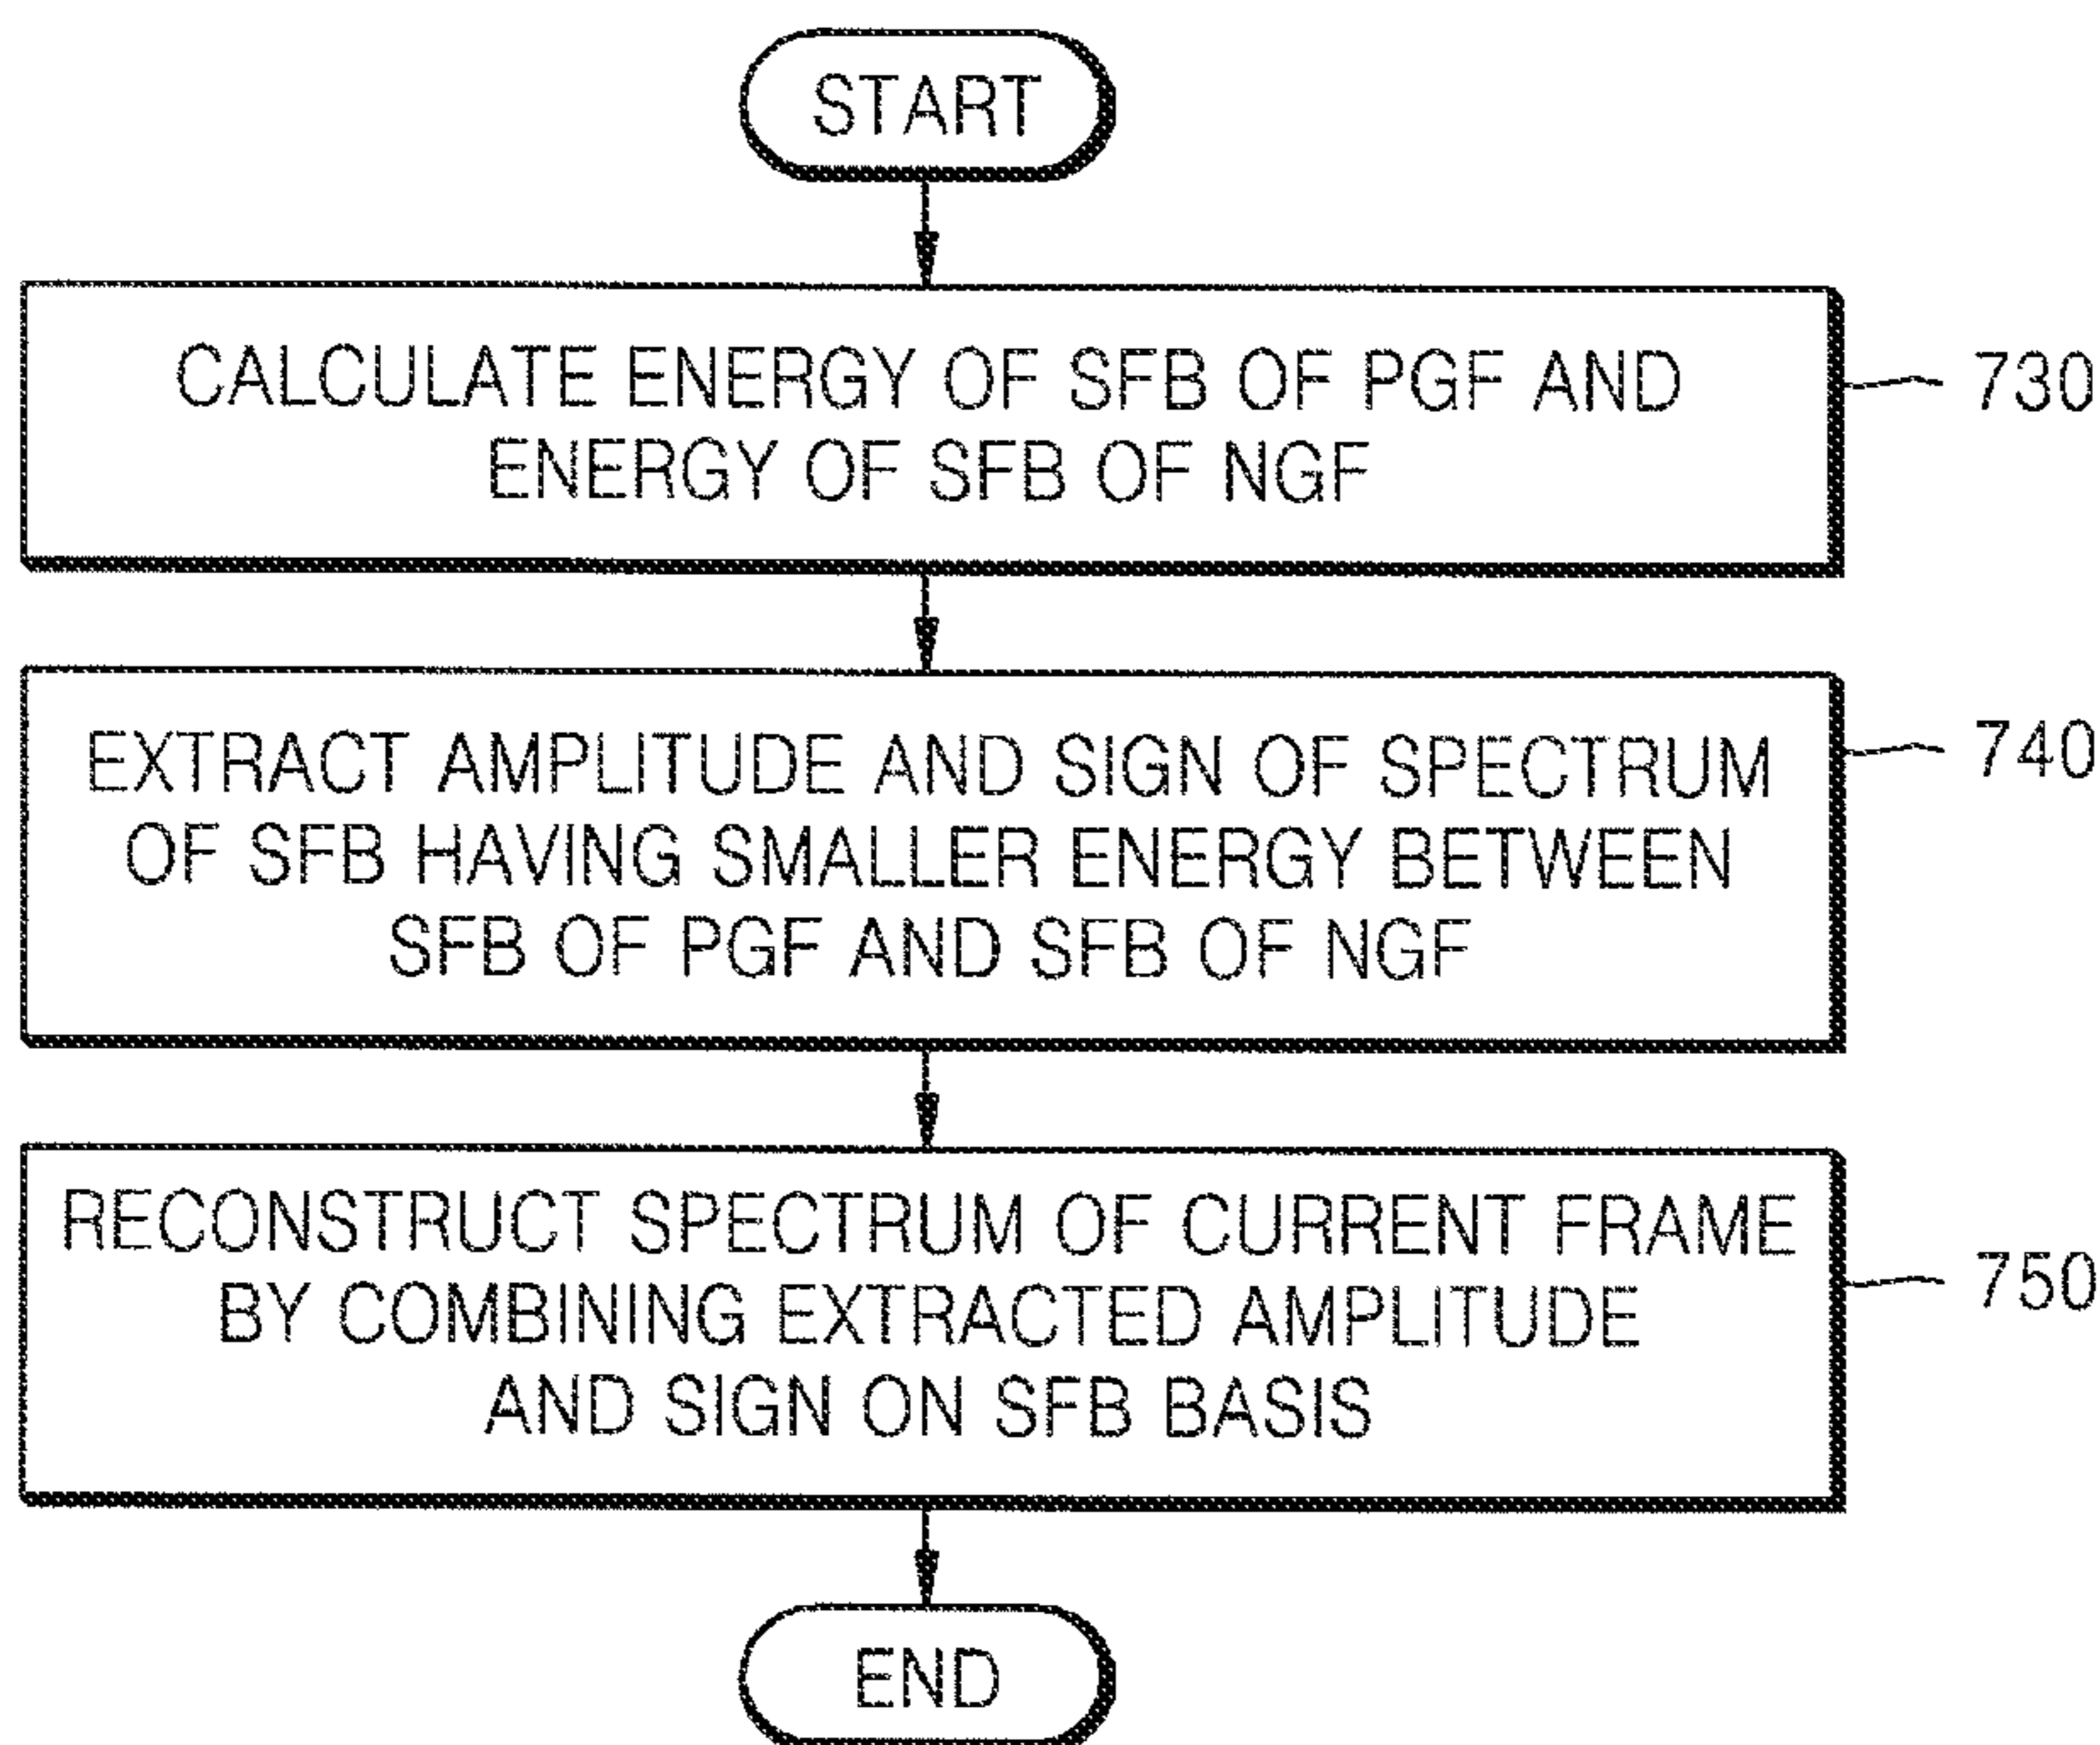 START
CALCULATE ENERGY OF SFB OF PGF AND
ENERGY OF SFB OF NGF
730
EXTRACT AMPLITUDE AND SIGN OF SPECTRUM
OF SFB HAVING SMALLER ENERGY BETWEEN
SFB OF PGF AND SFB OF NGF
740
RECONSTRUCT SPECTRUM OF CURRENT FRAME
BY COMBINING EXTRACTED AMPLITUDE
AND SIGN ON SFB BASIS
750
END